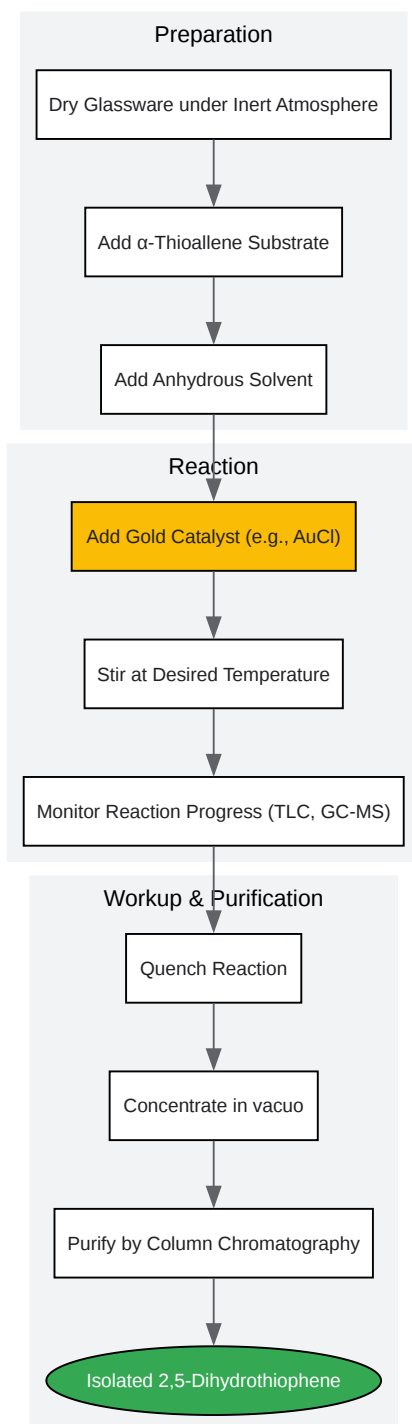 Preparation
Dry Glassware under Inert Atmosphere
Add α-Thioallene Substrate
Add Anhydrous Solvent
Reaction
Add Gold Catalyst (e.g., AuCl)
Stir at Desired Temperature
Monitor Reaction Progress (TLC, GC-MS)
Workup & Purification
Quench Reaction
Concentrate in vacuo
Purify by Column Chromatography
Isolated 2,5-Dihydrothiophene